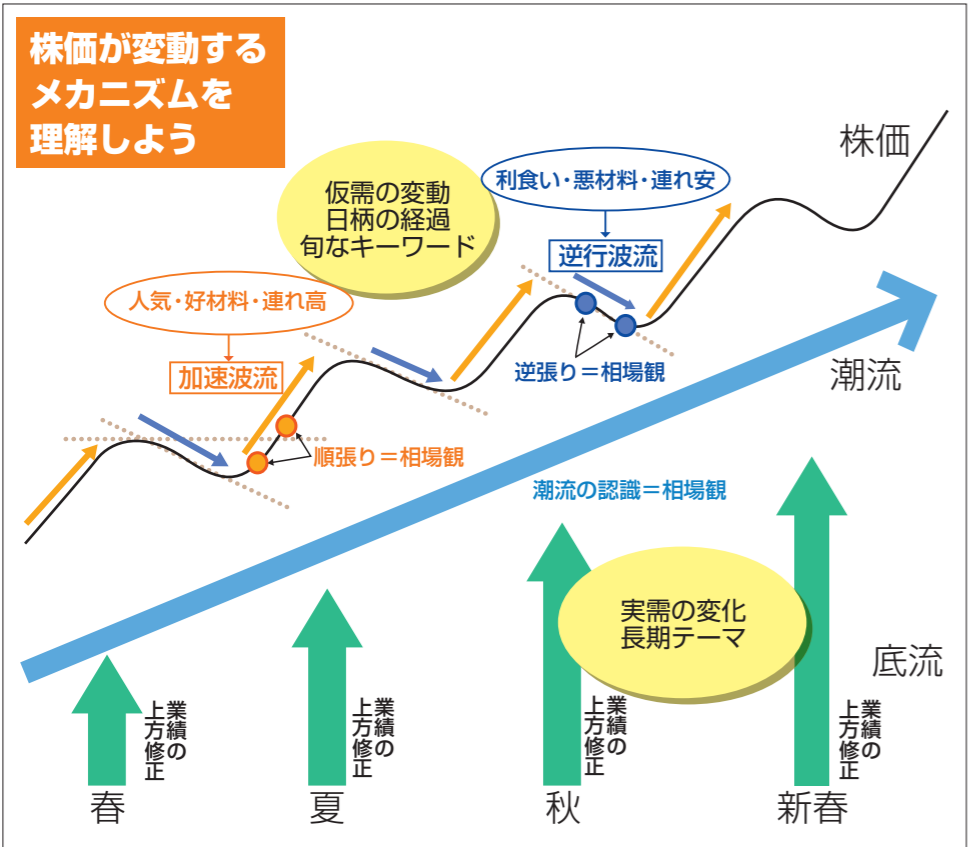 株価が変動する
メカニズムを
理解しよう
株価
仮需の変動
日柄の経過
旬なキーワード
利食い・悪材料・連れ安
逆行波流
人気・好材料・連れ高
加速波流
逆張り＝相場観
潮流
順張り＝相場観
潮流の認識＝相場観
実需の変化
長期テーマ
底流
業績の
上方修正
業績の
上方修正
業績の
上方修正
業績の
上方修正
春
夏
秋
新春